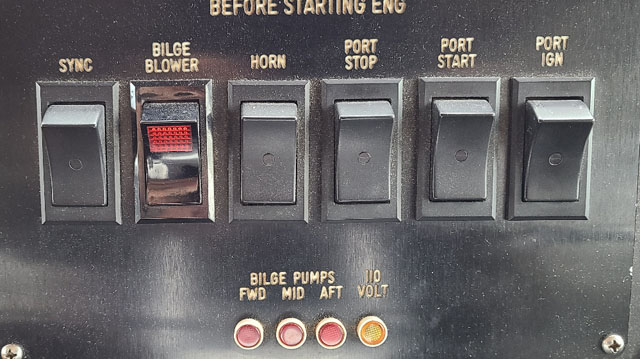 BEFORE STARTING ENG
SYNC
BILGE
BLOWER
HORN
PORT
STOP
PORT
START
PORT
IGN
BILGE PUMPS
FWD MID AFT
110
VOLT